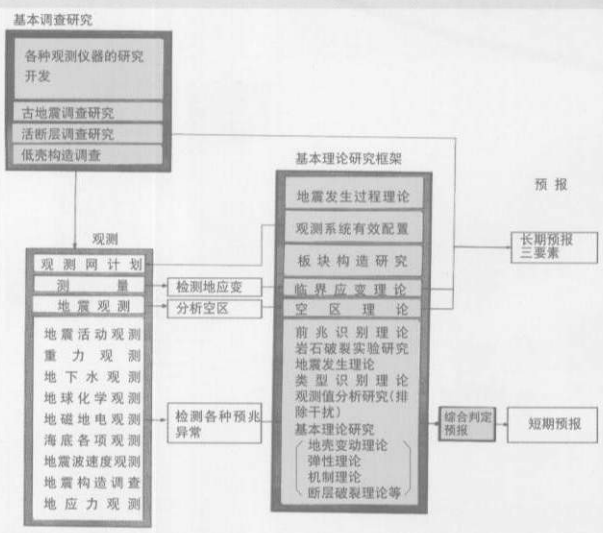 基本调查研究
各种观测仪器的研究
开发
古地震调查研究
活断层调查研究
低壳构造调查
观测
观测网计划
测量
地震观测
地震活动观测
重力观测
地下水观测
地球化学观测
地磁地电观测
海底各项观测
地震波速度观测
地震构造调查
地应力观测
检测地应变
分析空区
检测各种预兆
异常
基本理论研究框架
地震发生过程理论
观测系统有效配置
板块构造研究
临界应变理论
空区理论
前兆识别理论
岩石破裂实验研究
地震发生理论
类型识别理论
观测值分析研究(排
除干扰)
基本理论研究
地壳变动理论
弹性理论
机制理论
断层破裂理论等
综合判定
预报
预报
长期预报
三要素
短期预报